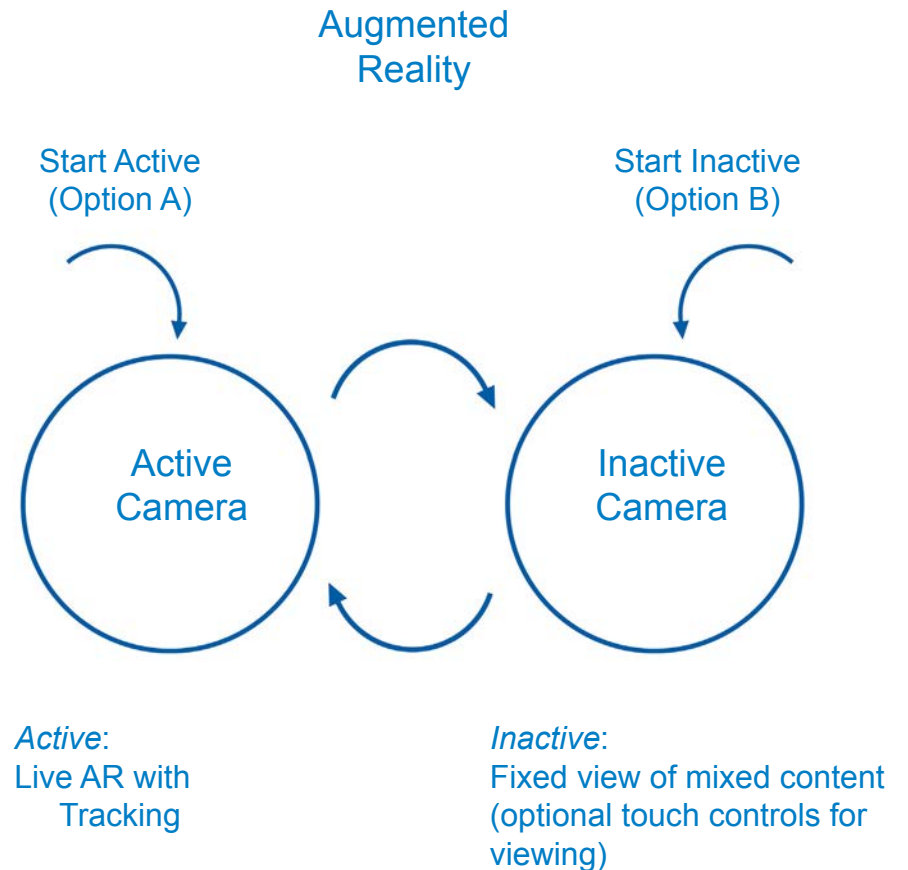 Augmented
Reality
Start Active
(Option A)
Start Inactive
(Option B)
Active
Camera
Inactive
Camera
Active:
Live AR with
Tracking
Inactive:
Fixed view of mixed content
(optional touch controls for
viewing)